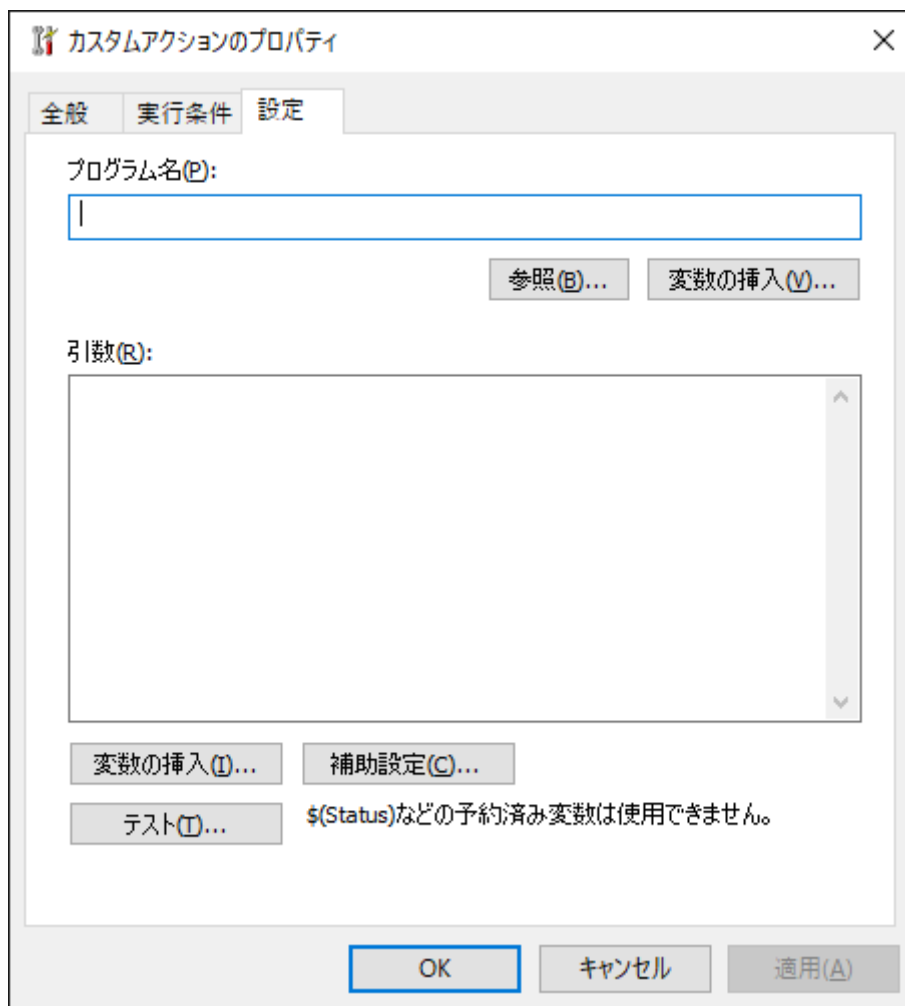 カスタムアクションのプロパティ
全般 実行条件 設定
プログラム名(P):
参照(B)... 変数の挿入(V)...
引数(R):
変数の挿入(I)... 補助設定(C)...
テスト(T)... $(Status)などの予約済み変数は使用できません。
OK キャンセル 適用(A)